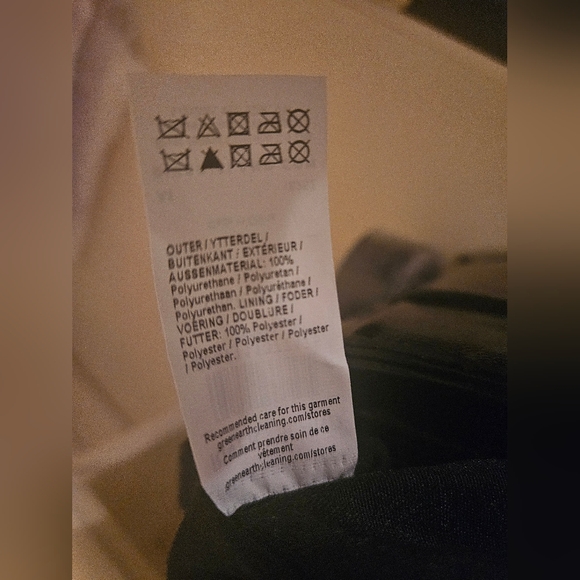 OUTER / YTTERDEL /
BUITENKANT / EXTÉRIEUR /
AUSSENMATERIAL: 100%
Polyurethane / Polyuretan /
Polyurethaan / Polyuréthane /
Polyurethan. LINING / FODER /
VOERING / DOUBLURE /
FUTTER: 100% Polyester /
Polyester / Polyester / Polyester
/ Polyester.
Recommended care for this garment
greenearthcleaning.com/stores
Comment prendre soin de ce
vêtement
greenearthcleaning.com/stores